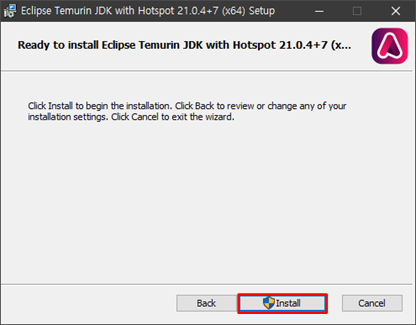 Eclipse Temurin JDK with Hotspot 21.0.4+7 (x64) Setup
Ready to install Eclipse Temurin JDK with Hotspot 21.0.4+7 (x...
Click Install to begin the installation. Click Back to review or change any of your
installation settings. Click Cancel to exit the wizard.
Back Install Cancel